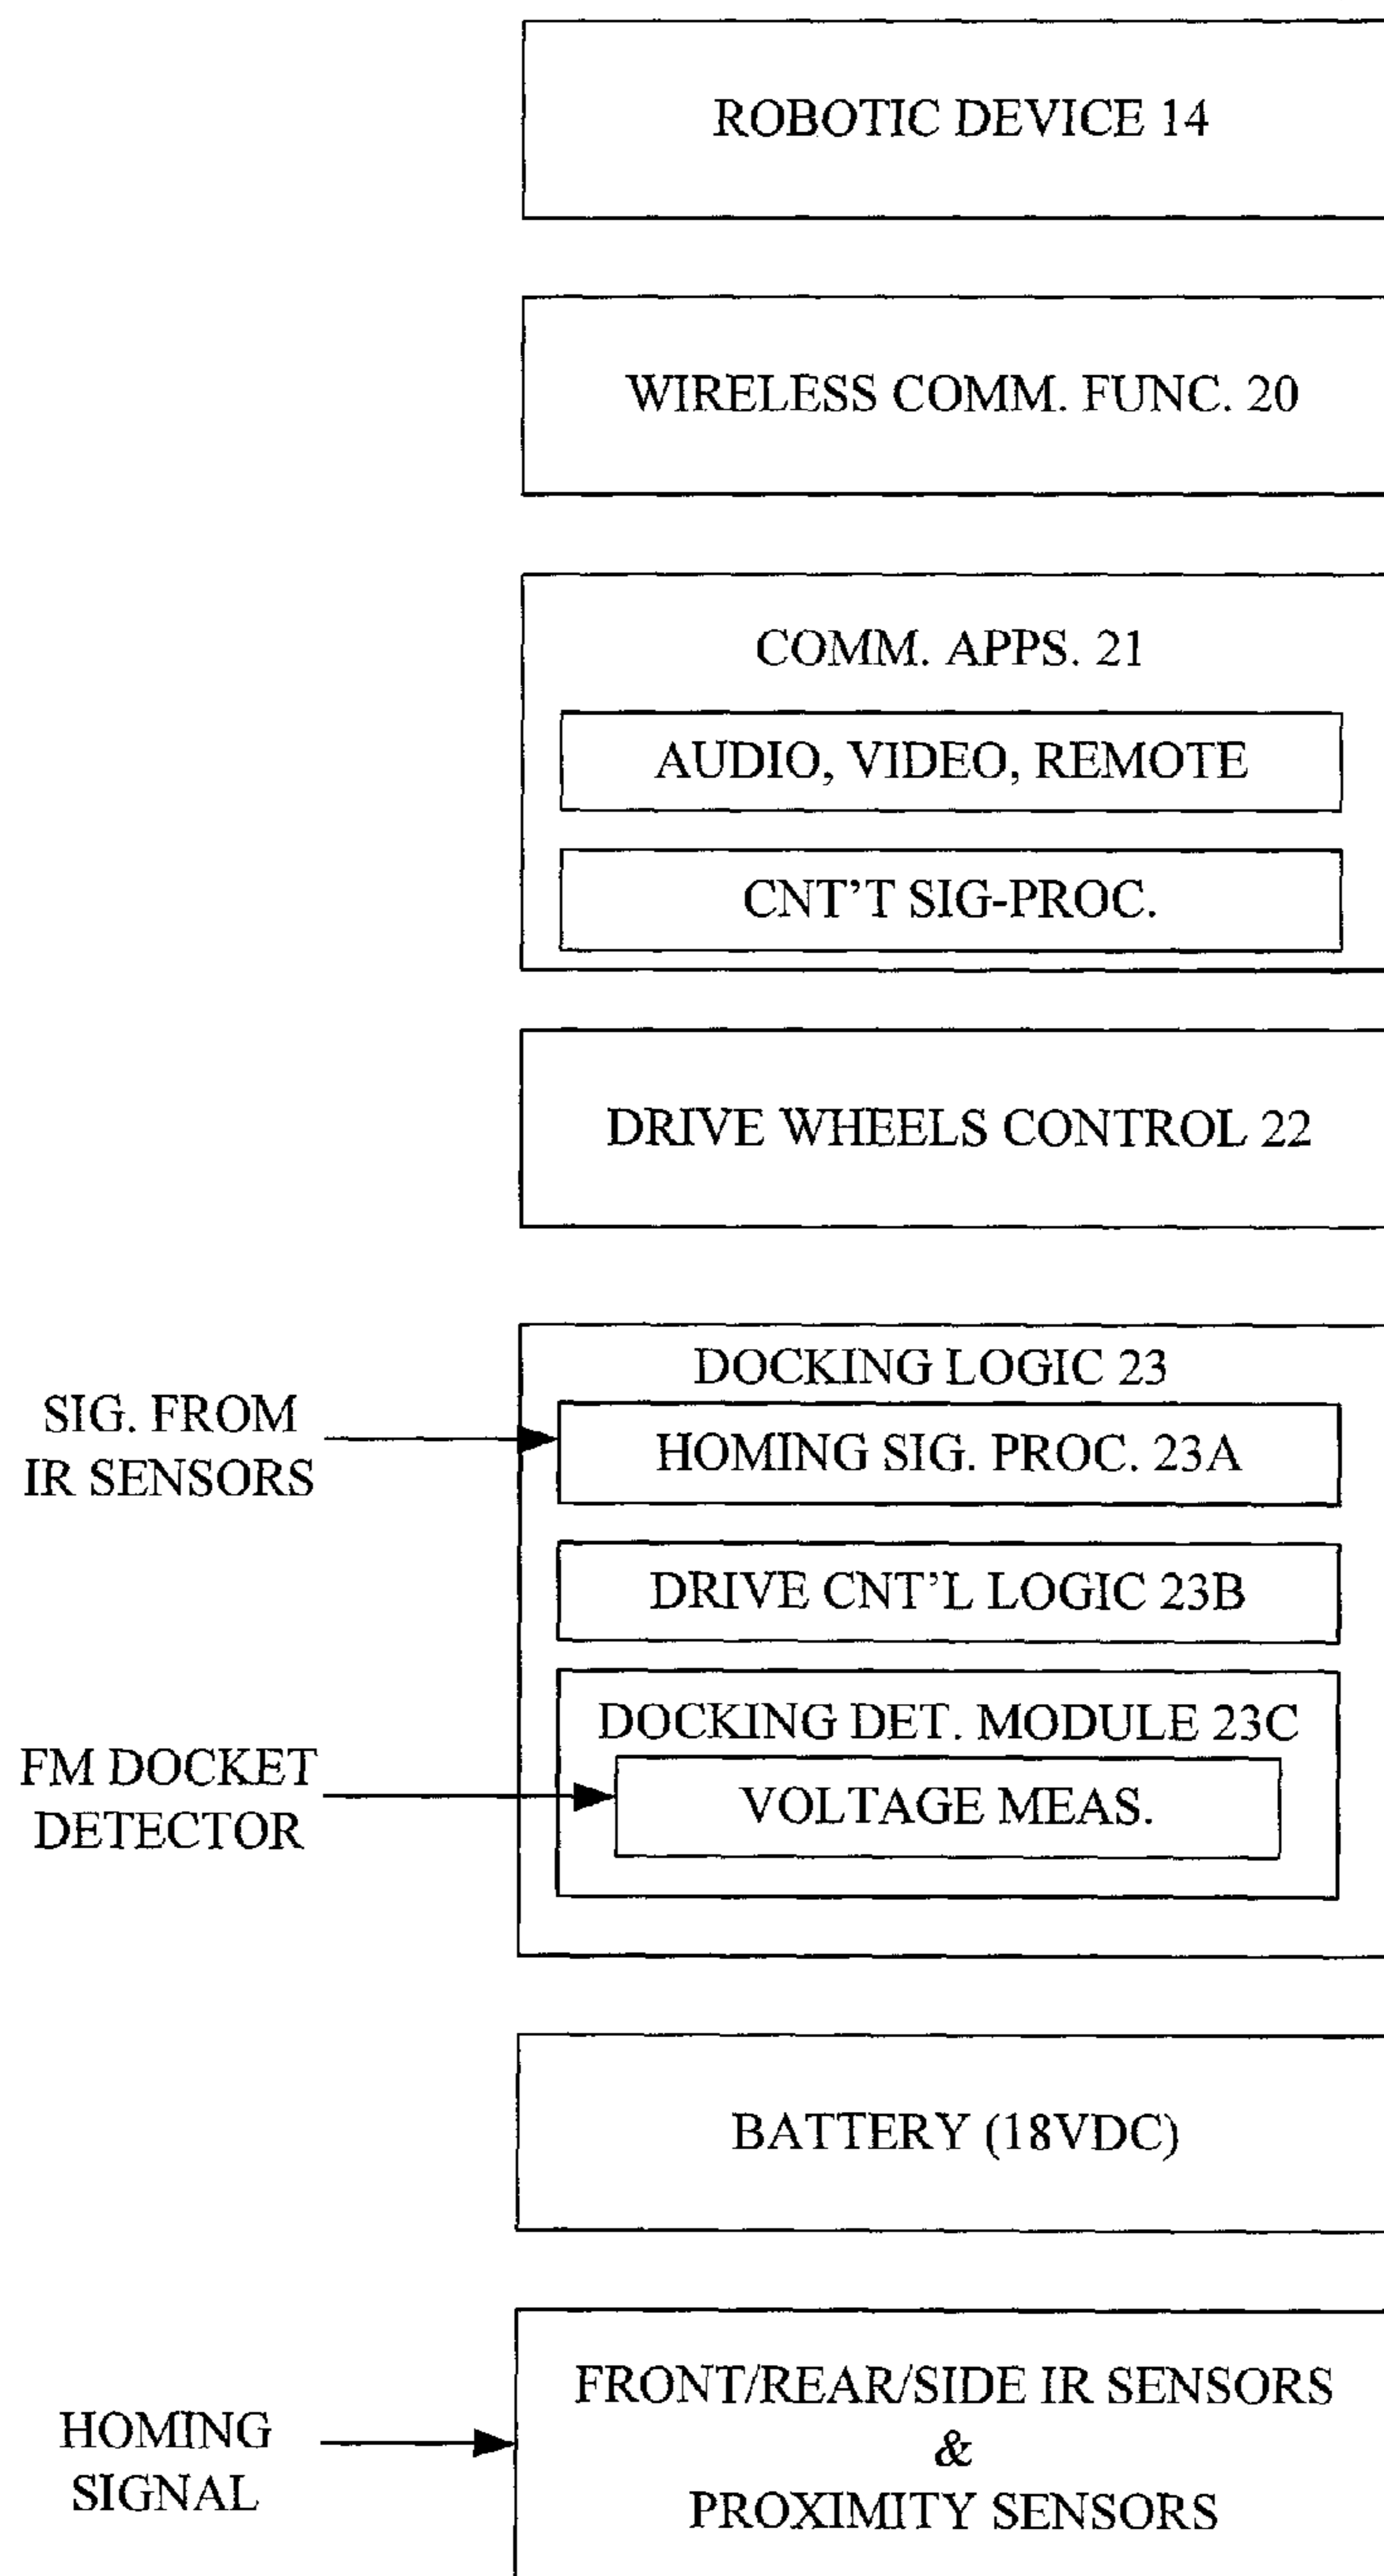 ROBOTIC DEVICE 14
WIRELESS COMM. FUNC. 20
COMM. APPS. 21
AUDIO, VIDEO, REMOTE
CNT'T SIG-PROC.
DRIVE WHEELS CONTROL 22
DOCKING LOGIC 23
SIG. FROM
IR SENSORS
HOMING SIG. PROC. 23A
DRIVE CNT'L LOGIC 23B
DOCKING DET. MODULE 23C
FM DOCKET
DETECTOR
VOLTAGE MEAS.
BATTERY (18VDC)
HOMING
SIGNAL
FRONT/REAR/SIDE IR SENSORS
&
PROXIMITY SENSORS